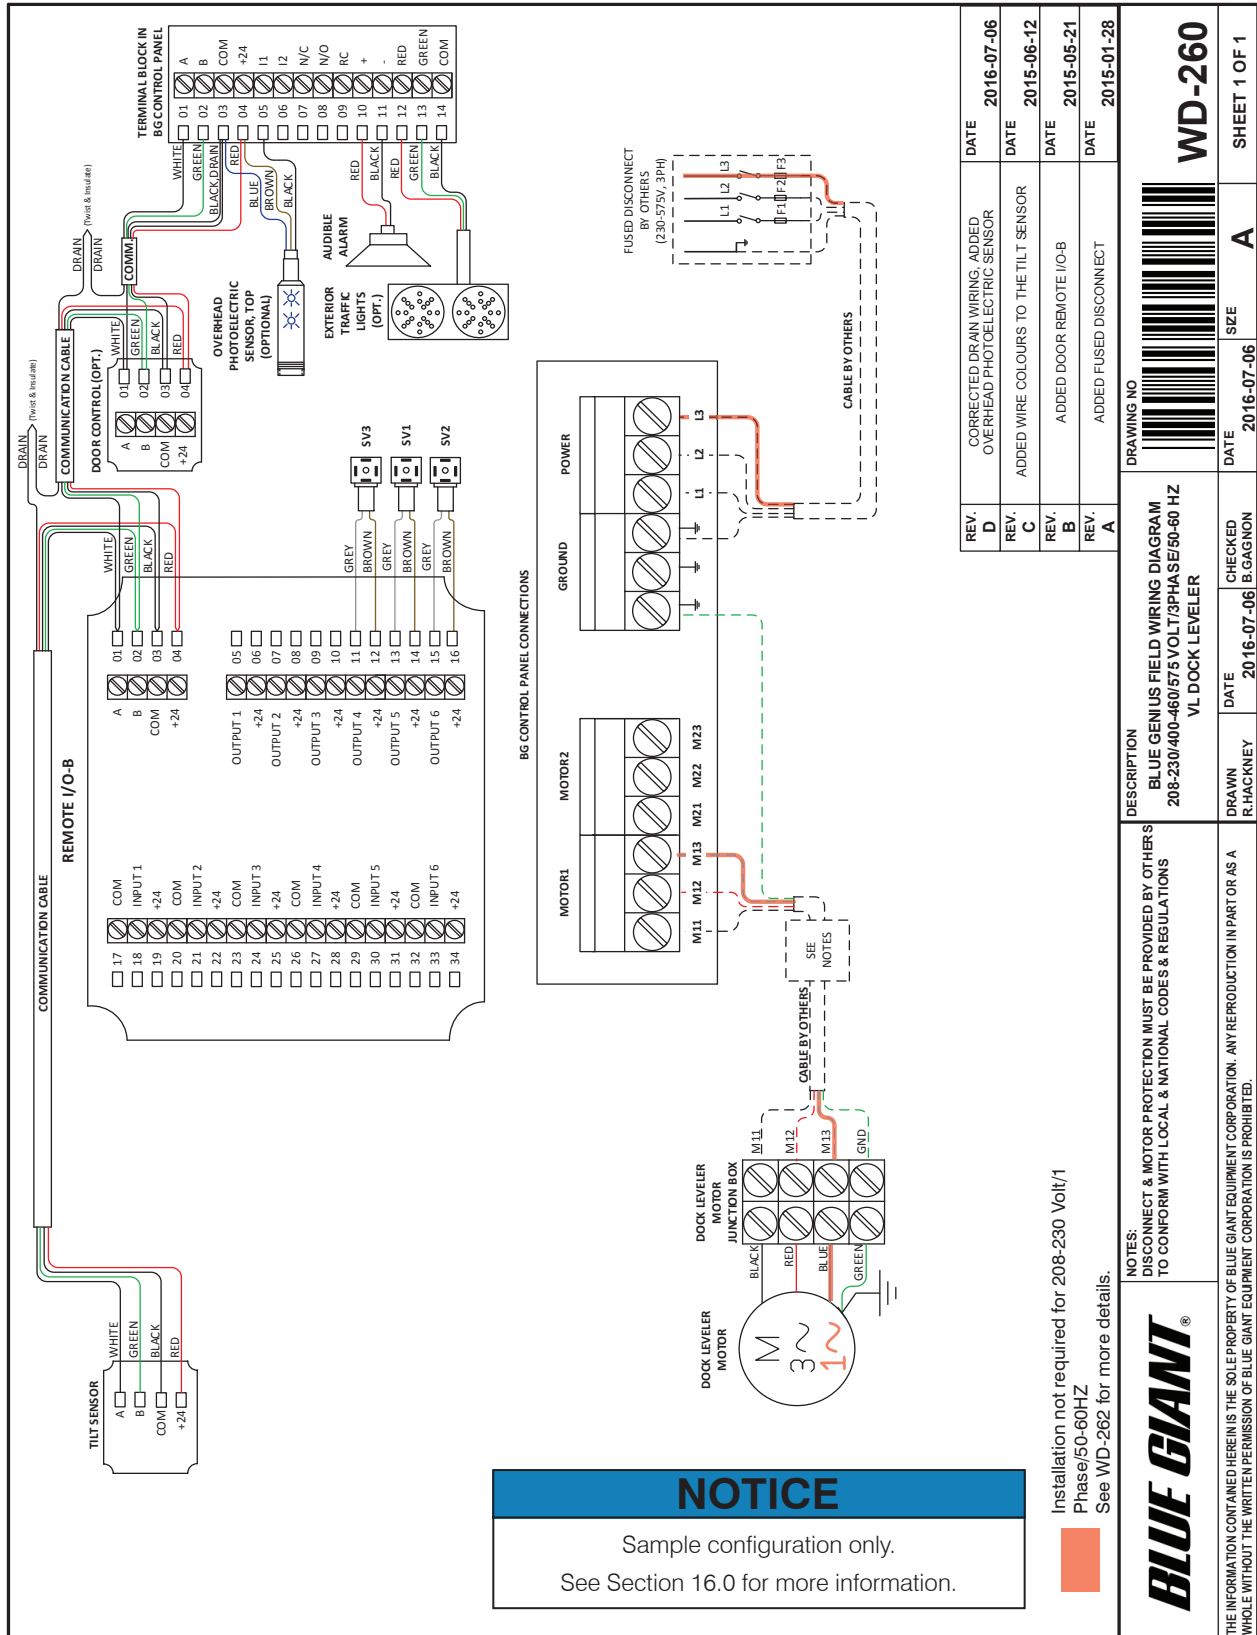 TERMINAL BLOCK IN
BG CONTROL PANEL
A
B
COM
+24
I1
I2
N/C
N/O
RC
+
-
RED
GREEN
COM
01
02
03
04
05
06
07
08
09
10
11
12
13
14
WHITE
GREEN
BLACK,DRAIN
RED
BLUE
BROWN
BLACK
RED
BLACK
RED
GREEN
BLACK
DRAIN
(Twist & Insulate)
DRAIN
COMM.
OVERHEAD
PHOTOELECTRIC
SENSOR, TOP
(OPTIONAL)
AUDIBLE
ALARM
EXTERIOR
TRAFFIC
LIGHTS
(OPT.)
DRAIN
(Twist & Insulate)
DRAIN
COMMUNICATION CABLE
DOOR CONTROL (OPT.)
WHITE
GREEN
BLACK
RED
01
02
03
04
A
B
COM
+24
COMMUNICATION CABLE
REMOTE I/O-B
WHITE
GREEN
BLACK
RED
01
02
03
04
A
B
COM
+24
05
06
07
08
09
10
11
12
13
14
15
16
OUTPUT 1
+24
OUTPUT 2
+24
OUTPUT 3
+24
OUTPUT 4
+24
OUTPUT 5
+24
OUTPUT 6
+24
GREY
BROWN
GREY
BROWN
GREY
BROWN
SV3
SV1
SV2
COM
INPUT 1
+24
COM
INPUT 2
+24
COM
INPUT 3
+24
COM
INPUT 4
+24
COM
INPUT 5
+24
COM
INPUT 6
+24
17
18
19
20
21
22
23
24
25
26
27
28
29
30
31
32
33
34
TILT SENSOR
A
B
COM
+24
WHITE
GREEN
BLACK
RED
BG CONTROL PANEL CONNECTIONS
MOTOR1
MOTOR2
GROUND
POWER
M11
M12
M13
M21
M22
M23
L1
L2
L3
FUSED DISCONNECT
BY OTHERS
(230-575V, 3PH)
L1
L2
L3
F1
F2
F3
CABLE BY OTHERS
SEE
NOTES
CABLE BY OTHERS
DOCK LEVELER
MOTOR
JUNCTION BOX
M11
M12
M13
GND
BLACK
RED
BLUE
GREEN
DOCK LEVELER
MOTOR
M
3~
1~
NOTICE
Sample configuration only.
See Section 16.0 for more information.
Installation not required for 208-230 Volt/1
Phase/50-60HZ
See WD-262 for more details.
REV.
D
CORRECTED DRAIN WIRING, ADDED
OVERHEAD PHOTOELECTRIC SENSOR
DATE
2016-07-06
REV.
C
ADDED WIRE COLOURS TO THE TILT SENSOR
DATE
2015-06-12
REV.
B
ADDED DOOR REMOTE I/O-B
DATE
2015-05-21
REV.
A
ADDED FUSED DISCONNECT
DATE
2015-01-28
BLUE GIANT®
NOTES:
DISCONNECT & MOTOR PROTECTION MUST BE PROVIDED BY OTHERS
TO CONFORM WITH LOCAL & NATIONAL CODES & REGULATIONS
DESCRIPTION
BLUE GENIUS FIELD WIRING DIAGRAM
208-230/400-460/575 VOLT/3PHASE/50-60 HZ
VL DOCK LEVELER
DRAWING NO
WD-260
THE INFORMATION CONTAINED HEREIN IS THE SOLE PROPERTY OF BLUE GIANT EQUIPMENT CORPORATION. ANY REPRODUCTION IN PART OR AS A
WHOLE WITHOUT THE WRITTEN PERMISSION OF BLUE GIANT EQUIPMENT CORPORATION IS PROHIBITED.
DRAWN
R.HACKNEY
DATE
2016-07-06
CHECKED
B.GAGNON
DATE
2016-07-06
SIZE
A
SHEET 1 OF 1